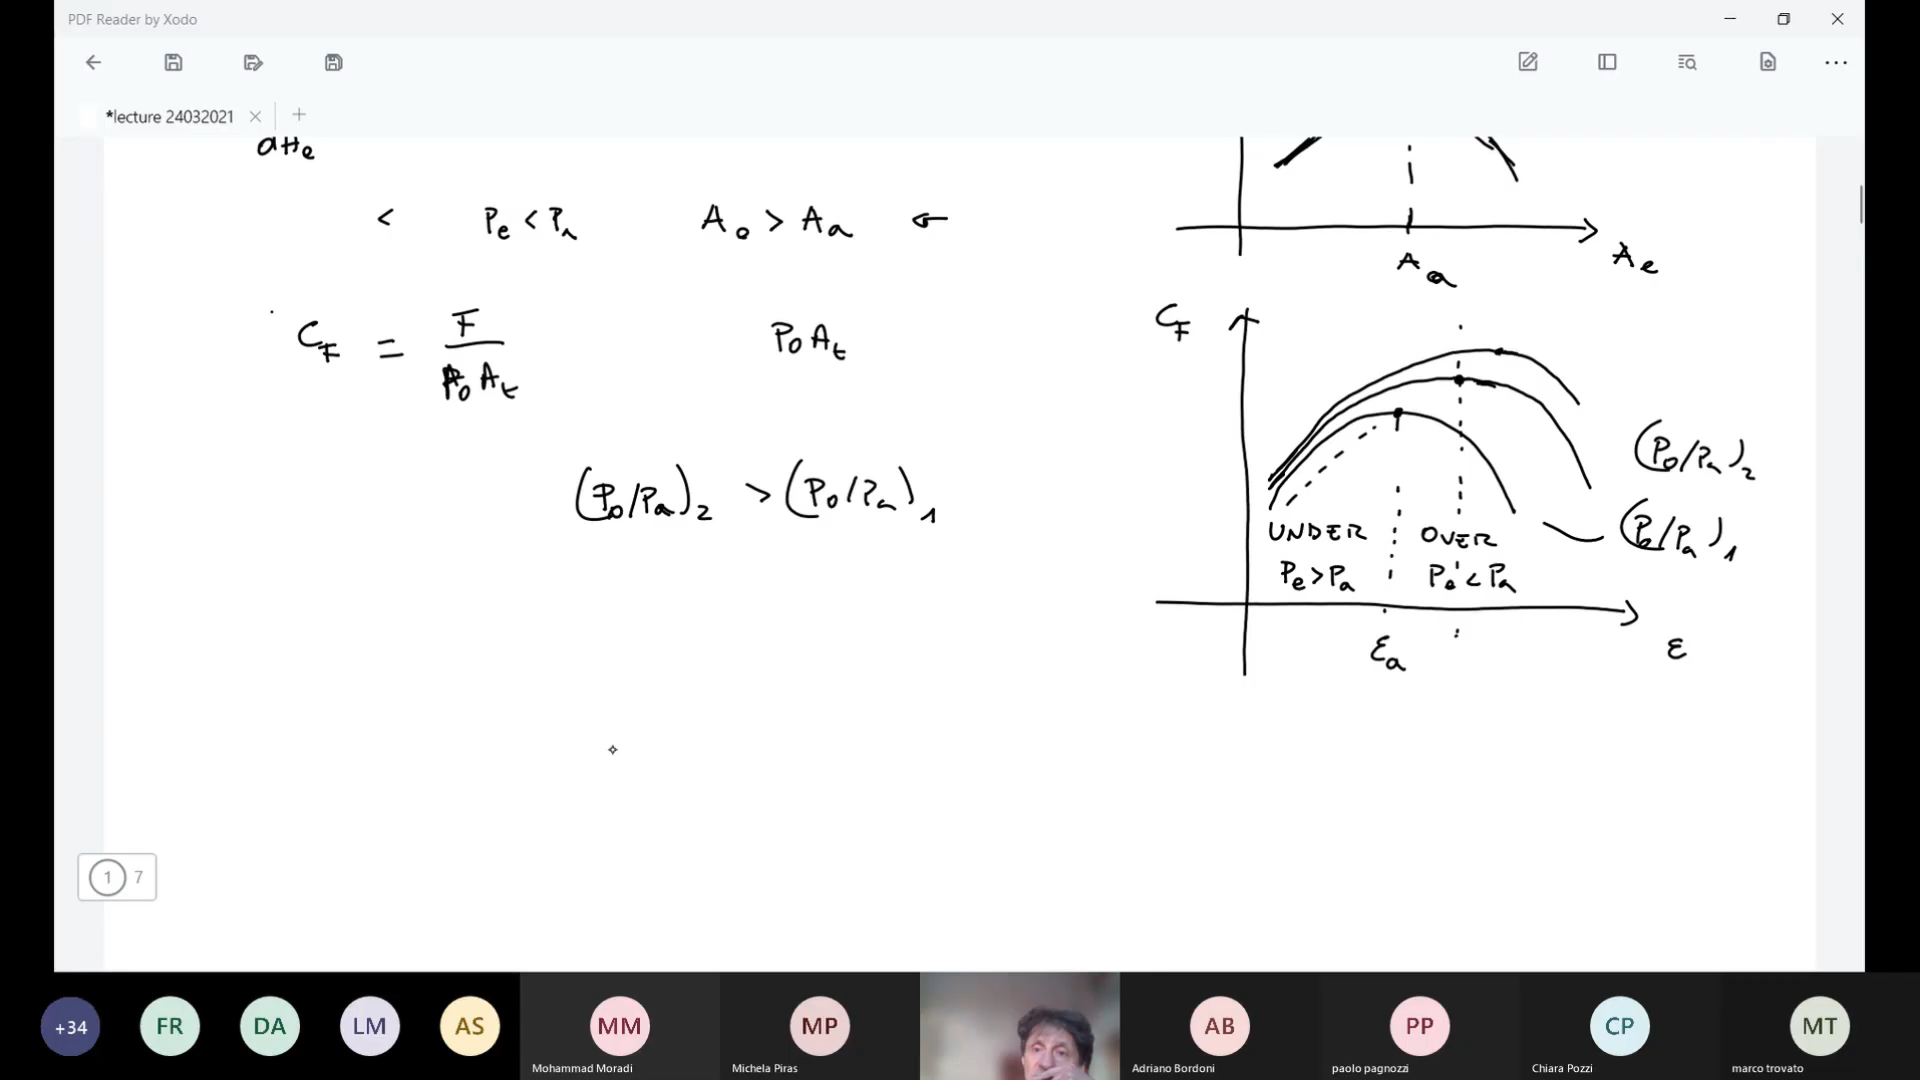 PDF Reader by Xodo
*lecture 24032021
dAe
< Pe < Pa Ae > Aa ←
Aa
Ae
CF = F / P0 At P0 At
CF
(P0/Pa)2 > (P0/Pa)1
(P0/Pa)2
(P0/Pa)1
UNDER OVER
Pe > Pa Pe < Pa
εa
ε
1 7
+34 FR DA LM AS MM MP AB PP CP MT
Mohammad Moradi Michela Piras Adriano Bordoni paolo pagnozzi Chiara Pozzi marco trovato